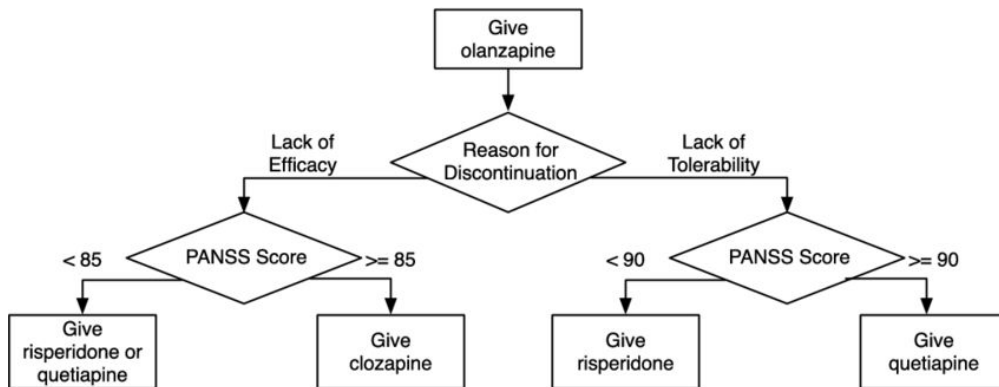 Give
olanzapine
Lack of
Efficacy
Reason for
Discontinuation
Lack of
Tolerability
PANSS Score
< 85
>= 85
PANSS Score
< 90
>= 90
Give
risperidone or
quetiapine
Give
clozapine
Give
risperidone
Give
quetiapine